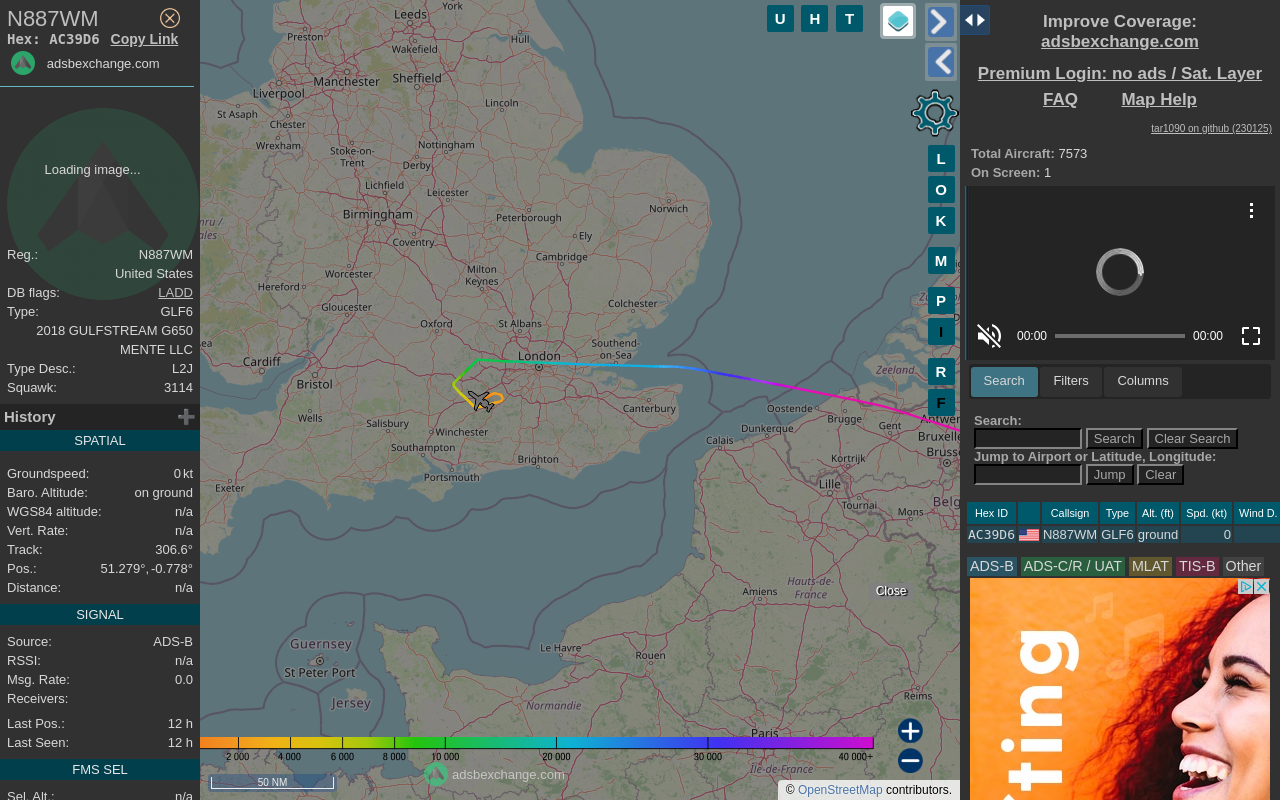 N887WM
Hex: AC39D6 Copy Link
adsbexchange.com
Loading image...
Reg.: N887WM
United States
DB flags: LADD
Type: GLF6
2018 GULFSTREAM G650
MENTE LLC
Type Desc.: L2J
Squawk: 3114
History
SPATIAL
Groundspeed: 0 kt
Baro. Altitude: on ground
WGS84 altitude: n/a
Vert. Rate: n/a
Track: 306.6°
Pos.: 51.279°, -0.778°
Distance: n/a
SIGNAL
Source: ADS-B
RSSI: n/a
Msg. Rate: 0.0
Receivers:
Last Pos.: 12 h
Last Seen: 12 h
FMS SEL
Sel. Alt.: n/a
U H T
L
O
K
M
P
I
R
F
York
Leeds
Preston
Hull
Wakefield
Manchester
Sheffield
Liverpool
Lincoln
St Asaph
Chester
Wrexham
Stoke-on-
Trent
Nottingham
Derby
Lichfield
Leicester
Norwich
Birmingham
Peterborough
Coventry
Ely
Cambridge
Worcester
Milton
Keynes
Hereford
Gloucester
Colchester
Oxford
St Albans
London
Southend-
on-Sea
Cardiff
Bristol
Zeeland
Wells
Salisbury
Winchester
Canterbury
Southampton
Oostende
Brugge
Gent
Antwer
Dunkerque
Calais
Bruxelle
Brusse
Brighton
Portsmouth
Exeter
Kortrijk
Lille
Tournai
Mons
Belg
Hauts-de-
France
Amiens
Close
Guernsey
St Peter Port
Le Havre
Rouen
Jersey
Normandie
Reims
Paris
Île-de-France
2 000 4 000 6 000 8 000 10 000 20 000 30 000 40 000+
50 NM
adsbexchange.com
© OpenStreetMap contributors.
Improve Coverage:
adsbexchange.com
Premium Login: no ads / Sat. Layer
FAQ Map Help
tar1090 on github (230125)
Total Aircraft: 7573
On Screen: 1
00:00 00:00
Search Filters Columns
Search:
Search Clear Search
Jump to Airport or Latitude, Longitude:
Jump Clear
Hex ID Callsign Type Alt. (ft) Spd. (kt) Wind D.
AC39D6 N887WM GLF6 ground 0
ADS-B ADS-C/R / UAT MLAT TIS-B Other
ting